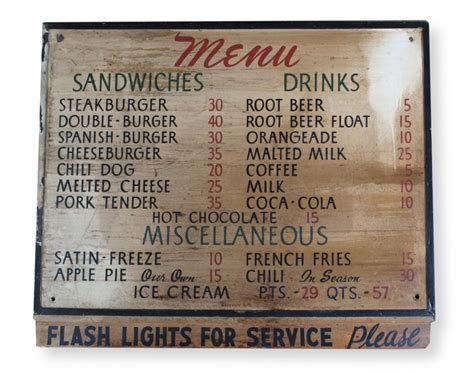 Menu
SANDWICHES DRINKS
STEAKBURGER 30 ROOT BEER 5
DOUBLE-BURGER 40 ROOT BEER FLOAT 15
SPANISH-BURGER 30 ORANGEADE 10
CHEESEBURGER 35 MALTED MILK 25
CHILI DOG 20 COFFEE 5
MELTED CHEESE 25 MILK 10
PORK TENDER 35 COCA-COLA 5
HOT CHOCOLATE 15
MISCELLANEOUS
SATIN-FREEZE 10 FRENCH FRIES 15
APPLE PIE Our Own 15 CHILI In Season 30
ICE CREAM PTS.-29 QTS.-57
FLASH LIGHTS FOR SERVICE Please